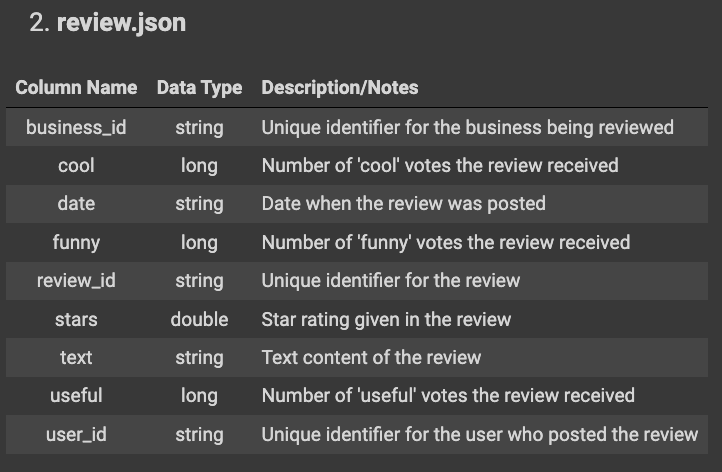 2. review.json
Column Name Data Type Description/Notes
business_id string Unique identifier for the business being reviewed
cool long Number of 'cool' votes the review received
date string Date when the review was posted
funny long Number of 'funny' votes the review received
review_id string Unique identifier for the review
stars double Star rating given in the review
text string Text content of the review
useful long Number of 'useful' votes the review received
user_id string Unique identifier for the user who posted the review